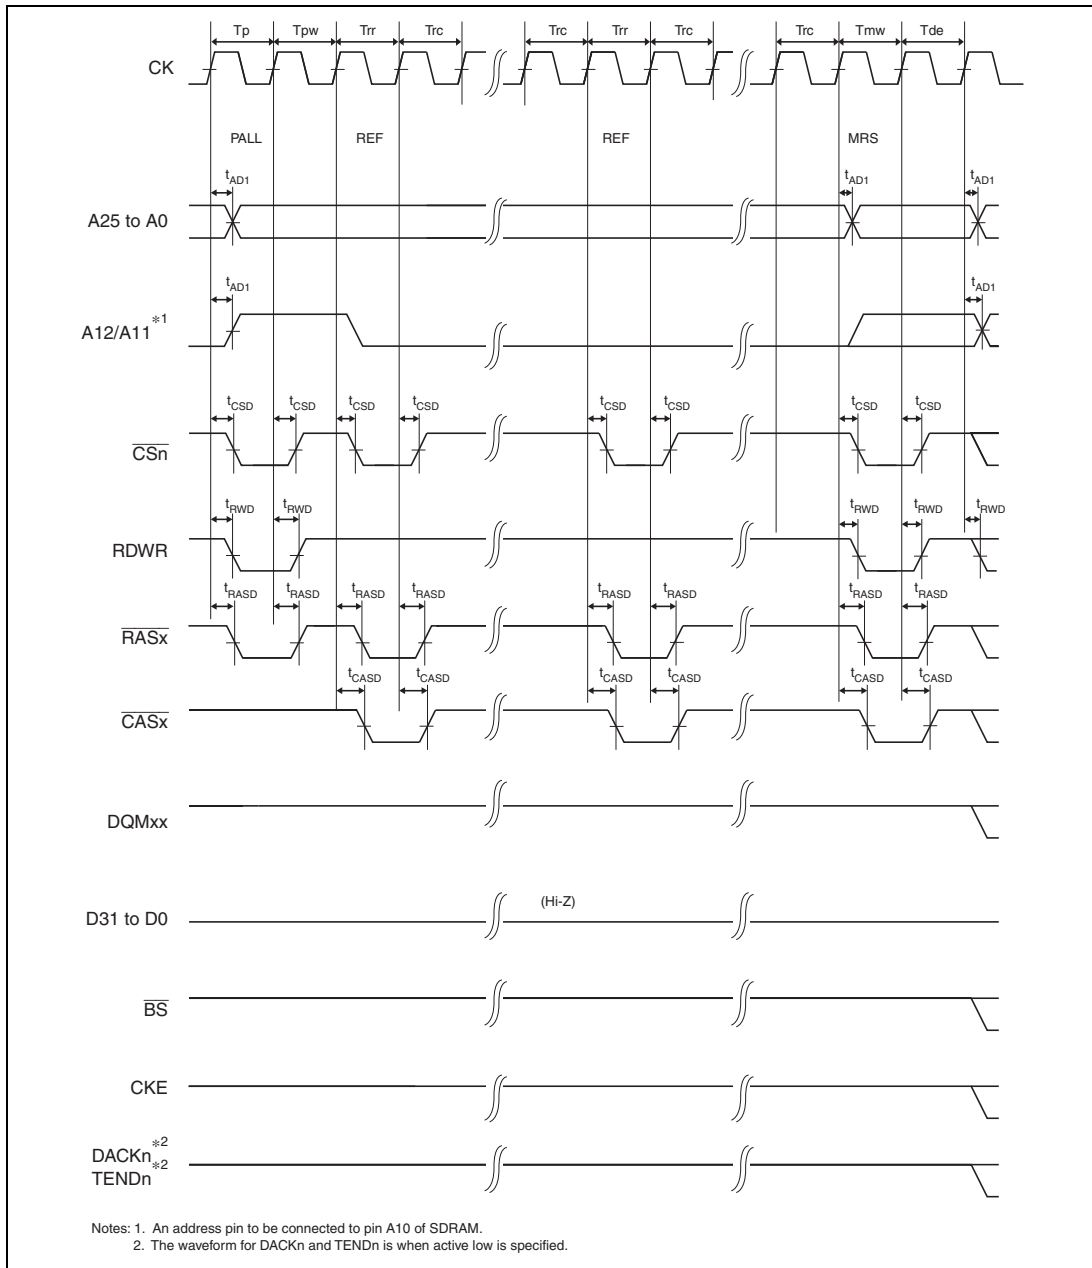 Tp Tpw Trr Trc Trc Trr Trc Trc Tmw Tde
CK
PALL REF REF MRS
tAD1 tAD1 tAD1
A25 to A0
tAD1 tAD1
A12/A11*1
tCSD tCSD tCSD tCSD tCSD tCSD tCSD tCSD
CSn
tRWD tRWD tRWD tRWD tRWD
RDWR
tRASD tRASD tRASD tRASD tRASD tRASD tRASD tRASD
RASx
tCASD tCASD tCASD tCASD tCASD tCASD
CASx
DQMxx
(Hi-Z)
D31 to D0
BS
CKE
DACKn*2
TENDn*2
Notes: 1. An address pin to be connected to pin A10 of SDRAM.
2. The waveform for DACKn and TENDn is when active low is specified.